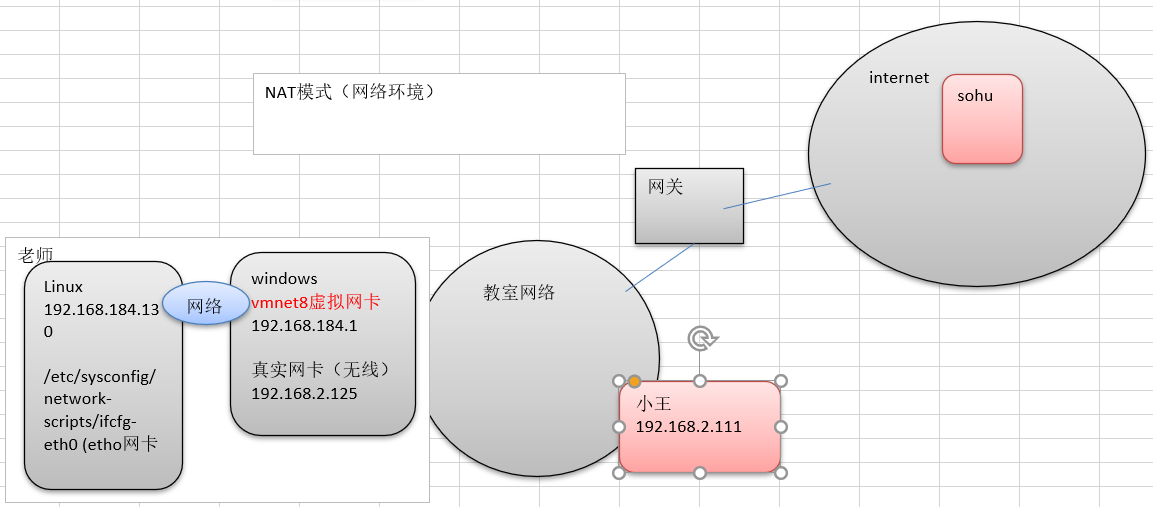 NAT模式（网络环境）
internet
sohu
网关
老师
Linux
192.168.184.13
0
/etc/sysconfig/
network-
scripts/ifcfg-
eth0 (etho网卡
网络
windows
vmnet8虚拟网卡
192.168.184.1
真实网卡（无线）
192.168.2.125
教室网络
小王
192.168.2.111